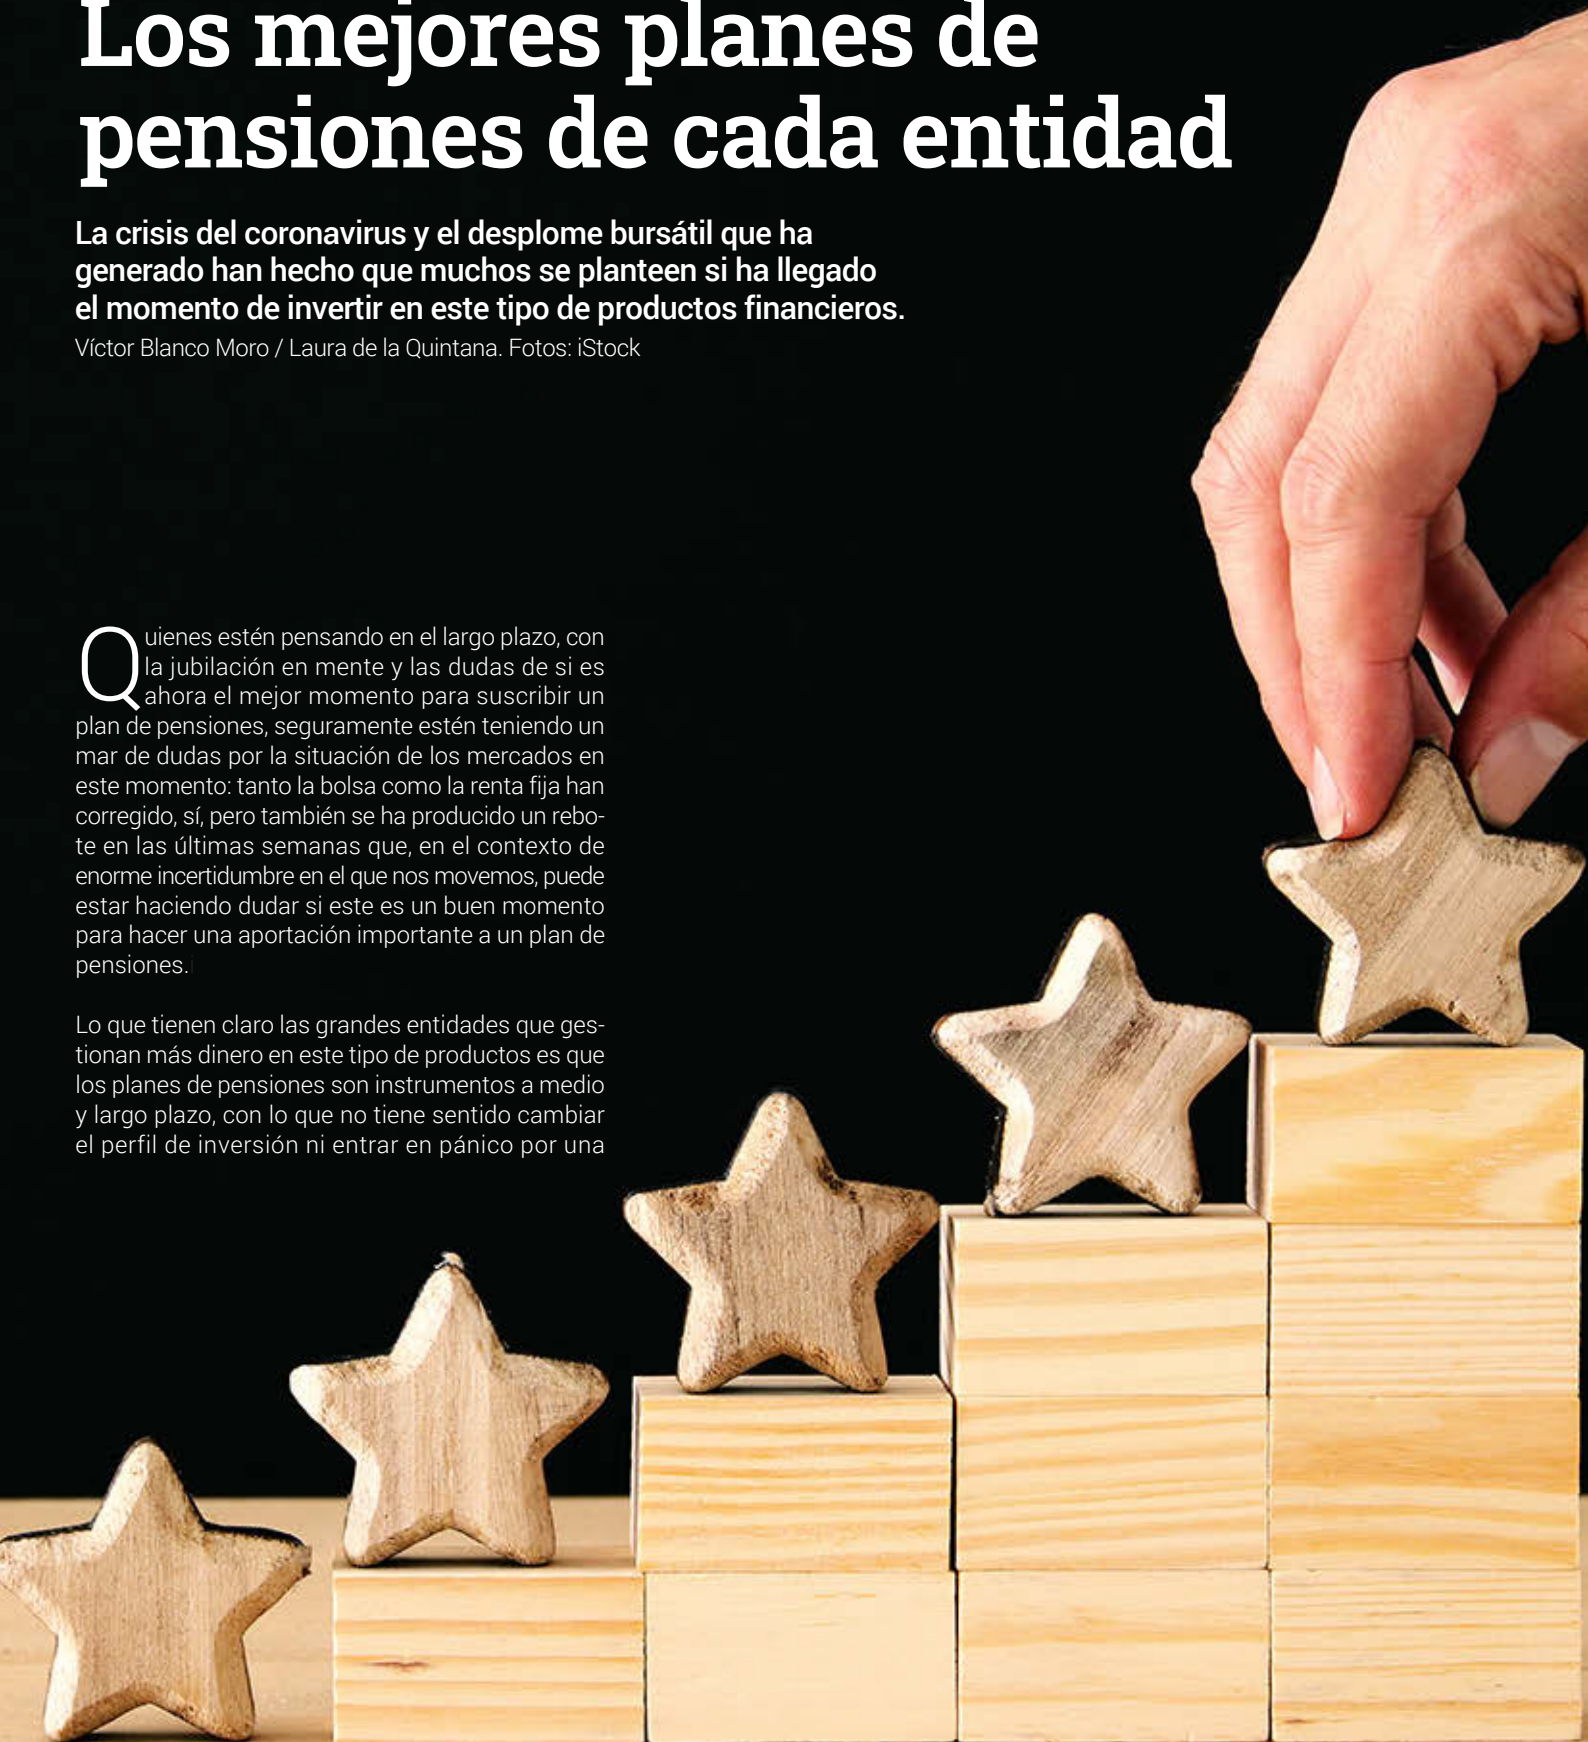 Los mejores planes de
pensiones de cada entidad
La crisis del coronavirus y el desplome bursátil que ha
generado han hecho que muchos se planteen si ha llegado
el momento de invertir en este tipo de productos financieros.
Víctor Blanco Moro / Laura de la Quintana. Fotos: iStock
Quienes estén pensando en el largo plazo, con
la jubilación en mente y las dudas de si es
ahora el mejor momento para suscribir un
plan de pensiones, seguramente estén teniendo un
mar de dudas por la situación de los mercados en
este momento: tanto la bolsa como la renta fija han
corregido, sí, pero también se ha producido un rebo-
te en las últimas semanas que, en el contexto de
enorme incertidumbre en el que nos movemos, puede
estar haciendo dudar si este es un buen momento
para hacer una aportación importante a un plan de
pensiones.
Lo que tienen claro las grandes entidades que ges-
tionan más dinero en este tipo de productos es que
los planes de pensiones son instrumentos a medio
y largo plazo, con lo que no tiene sentido cambiar
el perfil de inversión ni entrar en pánico por una